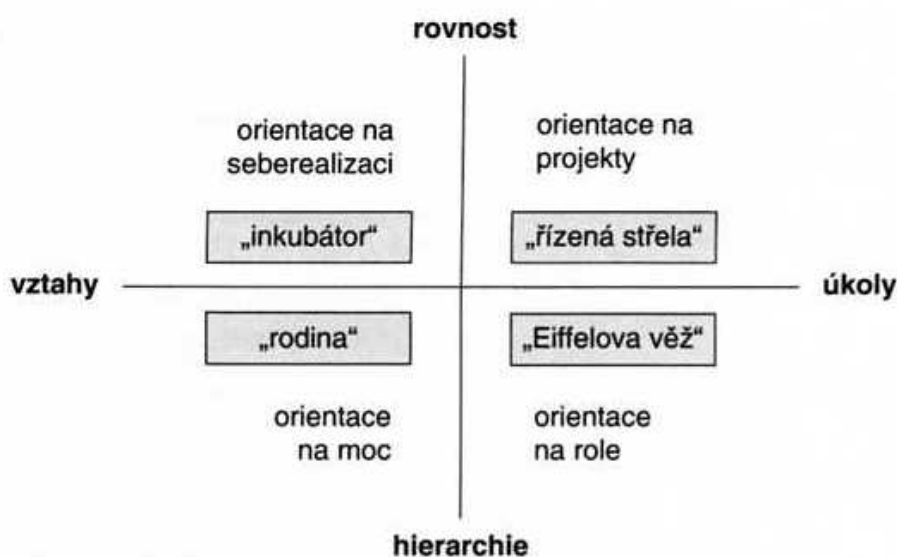 rovnost
orientace na
seberealizaci
orientace na
projekty
„inkubátor“
„řízená střela“
vztahy
úkoly
„rodina“
„Eiffelova věž“
orientace
na moc
orientace
na role
hierarchie